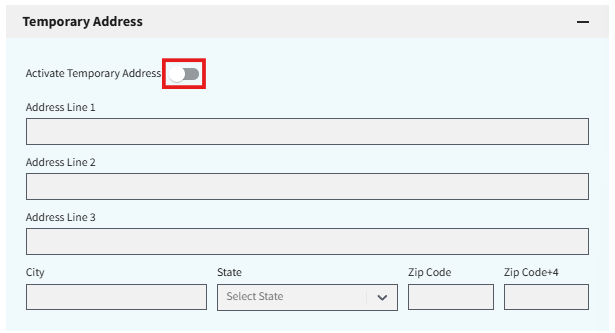 Temporary Address
Activate Temporary Address
Address Line 1
Address Line 2
Address Line 3
City State Zip Code Zip Code+4
Select State